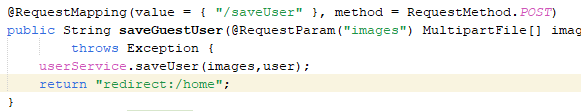 @RequestMapping(value = { "/saveUser" }, method = RequestMethod.POST)
public String saveGuestUser(@RequestParam("images") MultipartFile[] imag
throws Exception {
userService.saveUser(images,user);
return "redirect:/home";
}